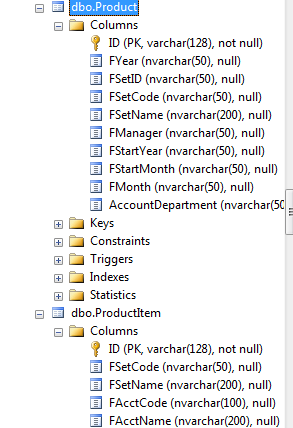 dbo.Product
Columns
ID (PK, varchar(128), not null)
FYear (nvarchar(50), null)
FSetID (nvarchar(50), null)
FSetCode (nvarchar(50), null)
FSetName (nvarchar(200), null)
FManager (nvarchar(50), null)
FStartYear (nvarchar(50), null)
FStartMonth (nvarchar(50), null)
FMonth (nvarchar(50), null)
AccountDepartment (nvarchar(50
Keys
Constraints
Triggers
Indexes
Statistics
dbo.ProductItem
Columns
ID (PK, varchar(128), not null)
FSetCode (nvarchar(50), null)
FSetName (nvarchar(200), null)
FAcctCode (nvarchar(100), null)
FAcctName (nvarchar(200), null)